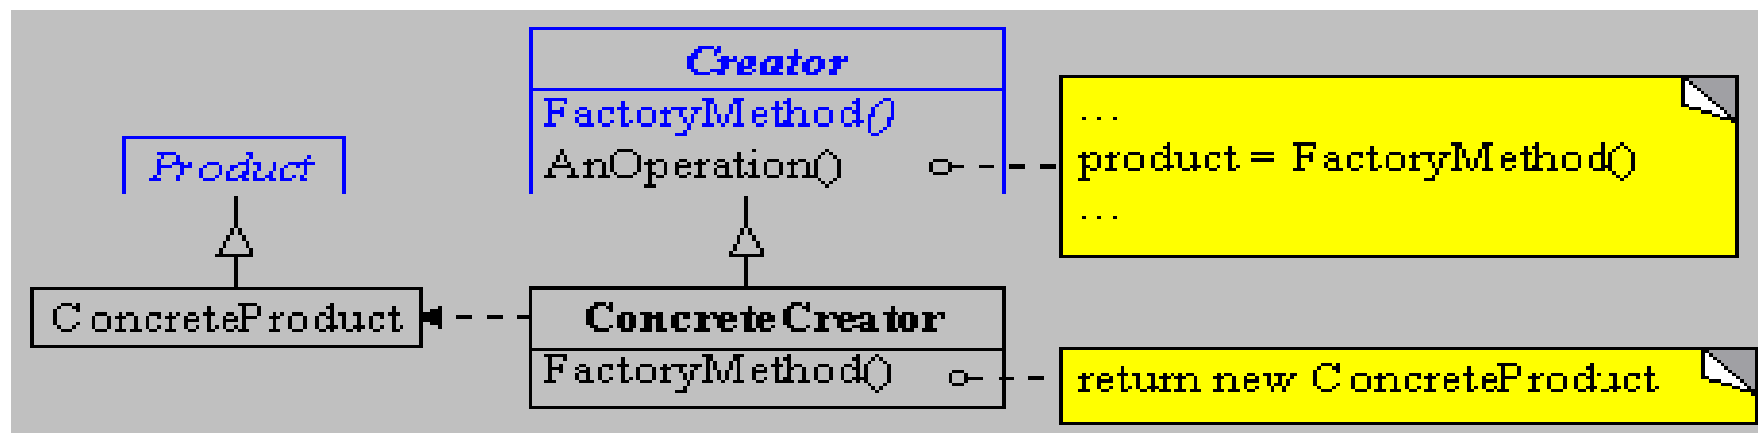 Product
ConcreteProduct
Creator
FactoryMethod()
AnOperation()
ConcreteCreator
FactoryMethod()
...
product = FactoryMethod()
...
return new ConcreteProduct